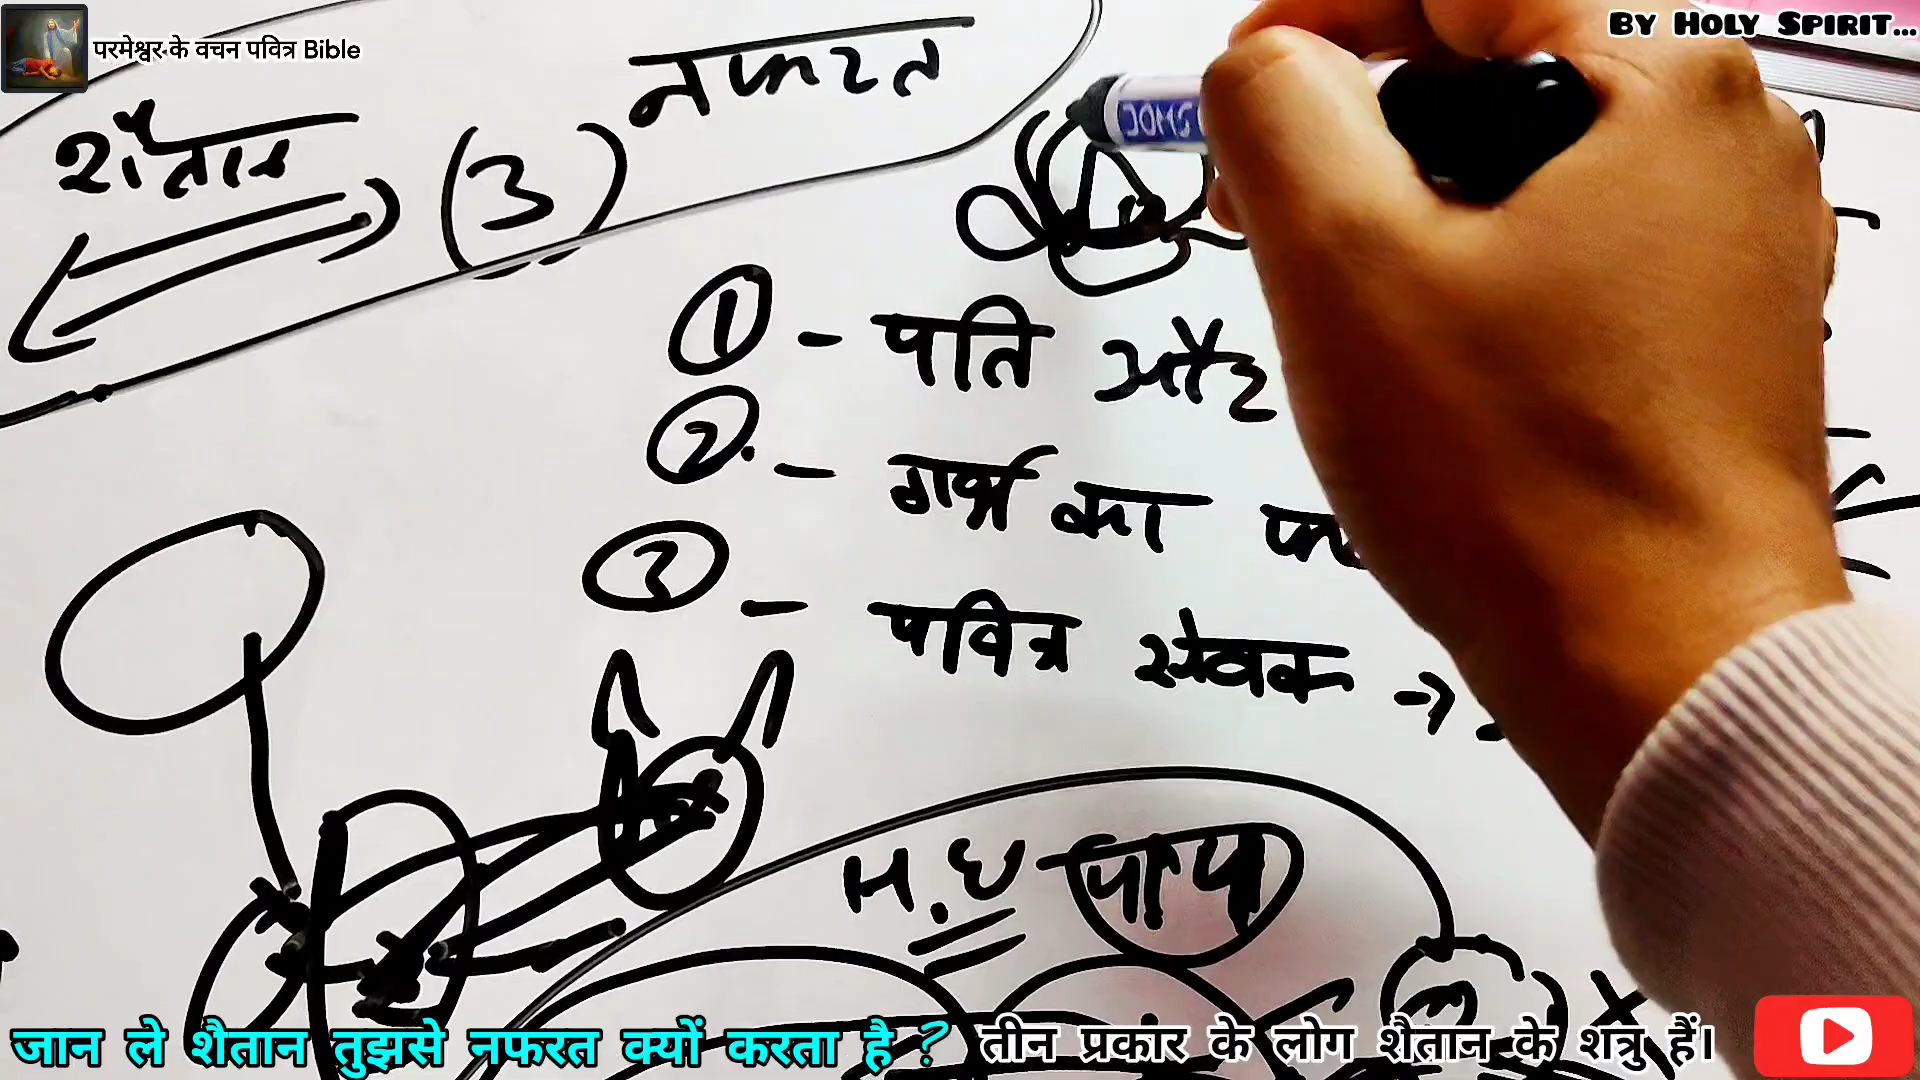 परमेश्वर के वचन पवित्र Bible
By Holy Spirit...
शैतान (3) नफरत
JOMS
① - पति और
② - गर्भ का
③ - पवित्र सेवक →
म.ध पाप
जान ले शैतान तुझसे नफरत क्यों करता है ? तीन प्रकार के लोग शैतान के शत्रु हैं।